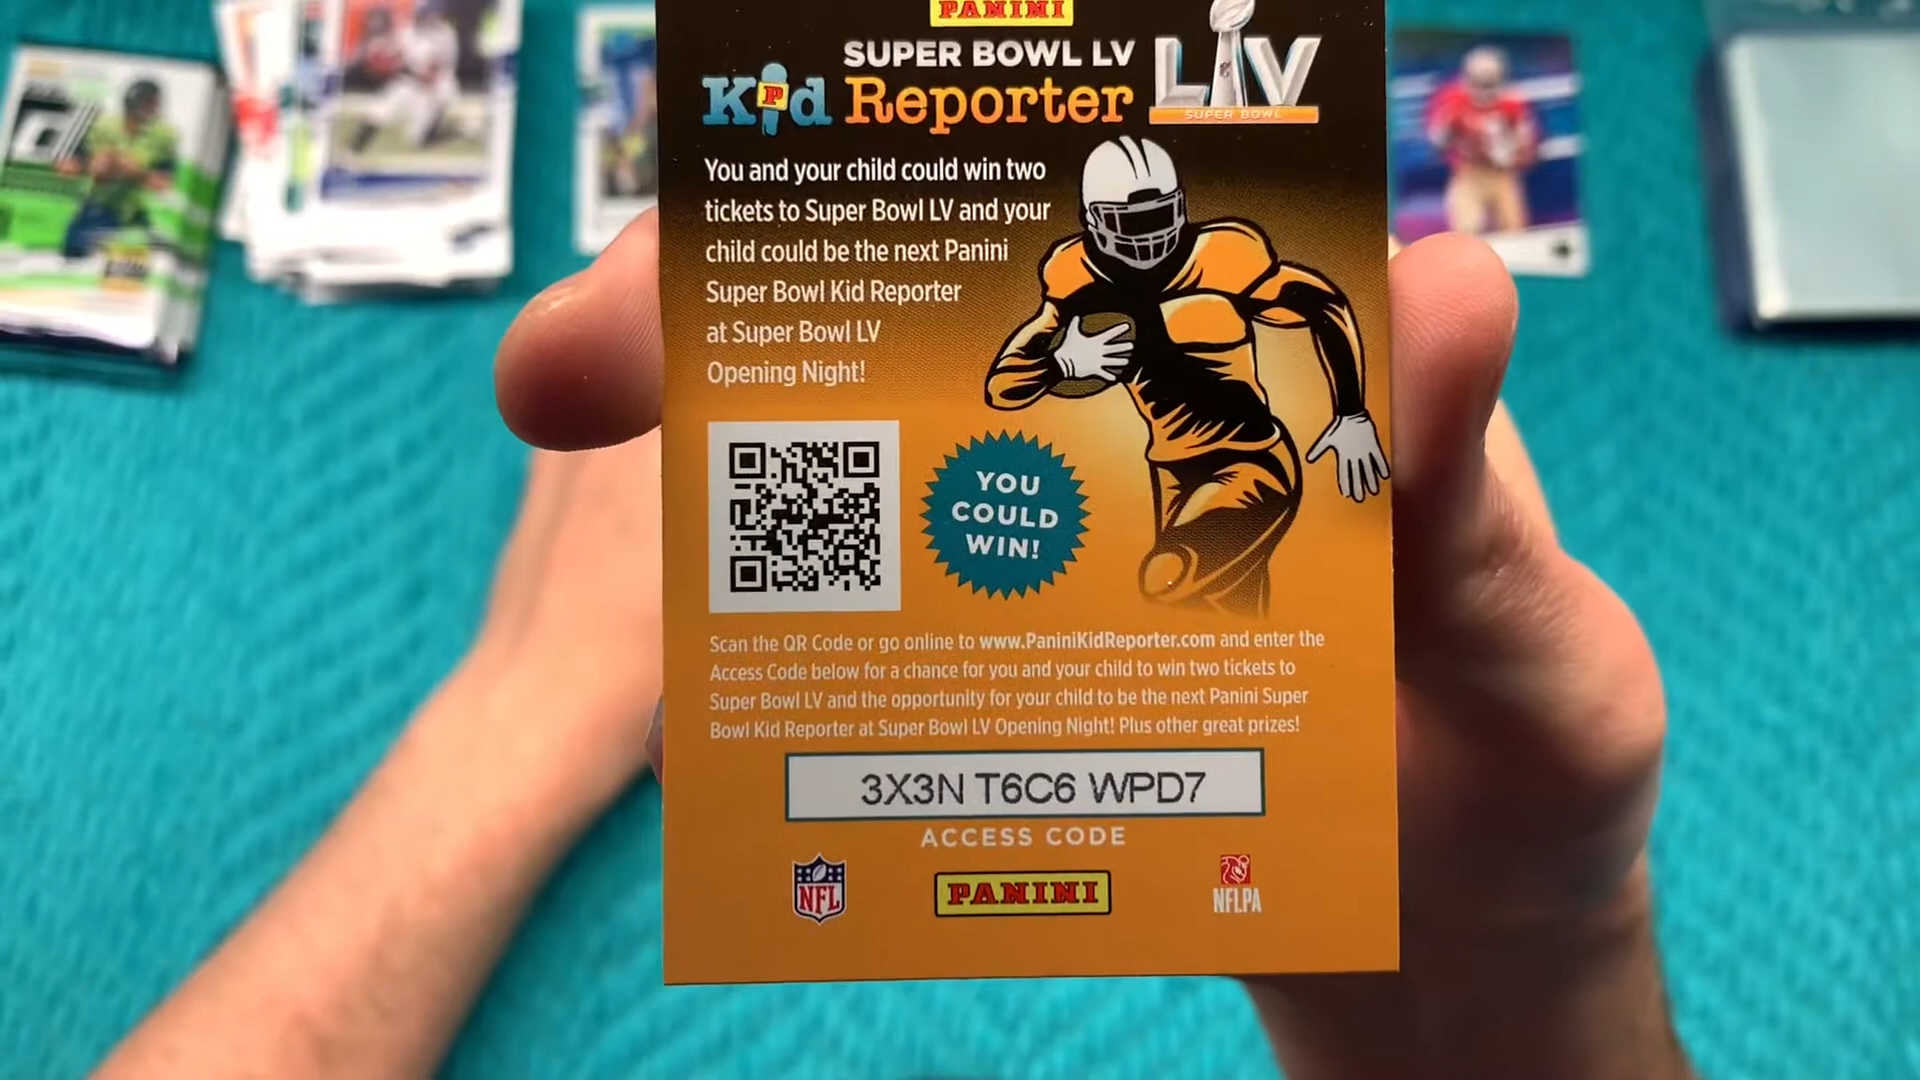 PANINI
SUPER BOWL LV
Kid Reporter
LIV
SUPER BOWL
You and your child could win two
tickets to Super Bowl LV and your
child could be the next Panini
Super Bowl Kid Reporter
at Super Bowl LV
Opening Night!
YOU
COULD
WIN!
Scan the QR Code or go online to www.PaniniKidReporter.com and enter the
Access Code below for a chance for you and your child to win two tickets to
Super Bowl LV and the opportunity for your child to be the next Panini Super
Bowl Kid Reporter at Super Bowl LV Opening Night! Plus other great prizes!
3X3N T6C6 WPD7
ACCESS CODE
NFL
PANINI
NFLPA